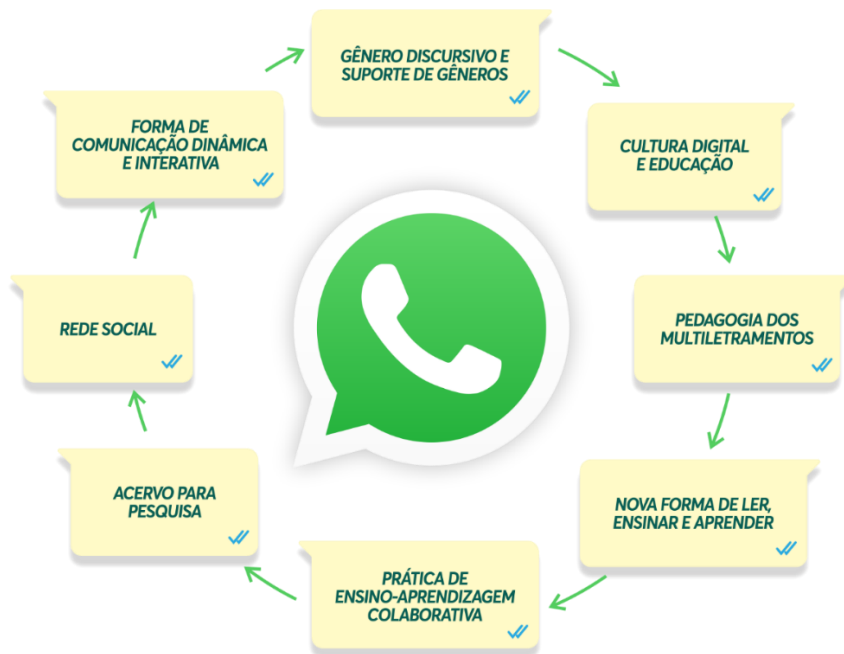 GÊNERO DISCURSIVO E
SUPORTE DE GÊNEROS
CULTURA DIGITAL
E EDUCAÇÃO
PEDAGOGIA DOS
MULTILETRAMENTOS
NOVA FORMA DE LER,
ENSINAR E APRENDER
PRÁTICA DE
ENSINO-APRENDIZAGEM
COLABORATIVA
ACERVO PARA
PESQUISA
REDE SOCIAL
FORMA DE
COMUNICAÇÃO DINÂMICA
E INTERATIVA